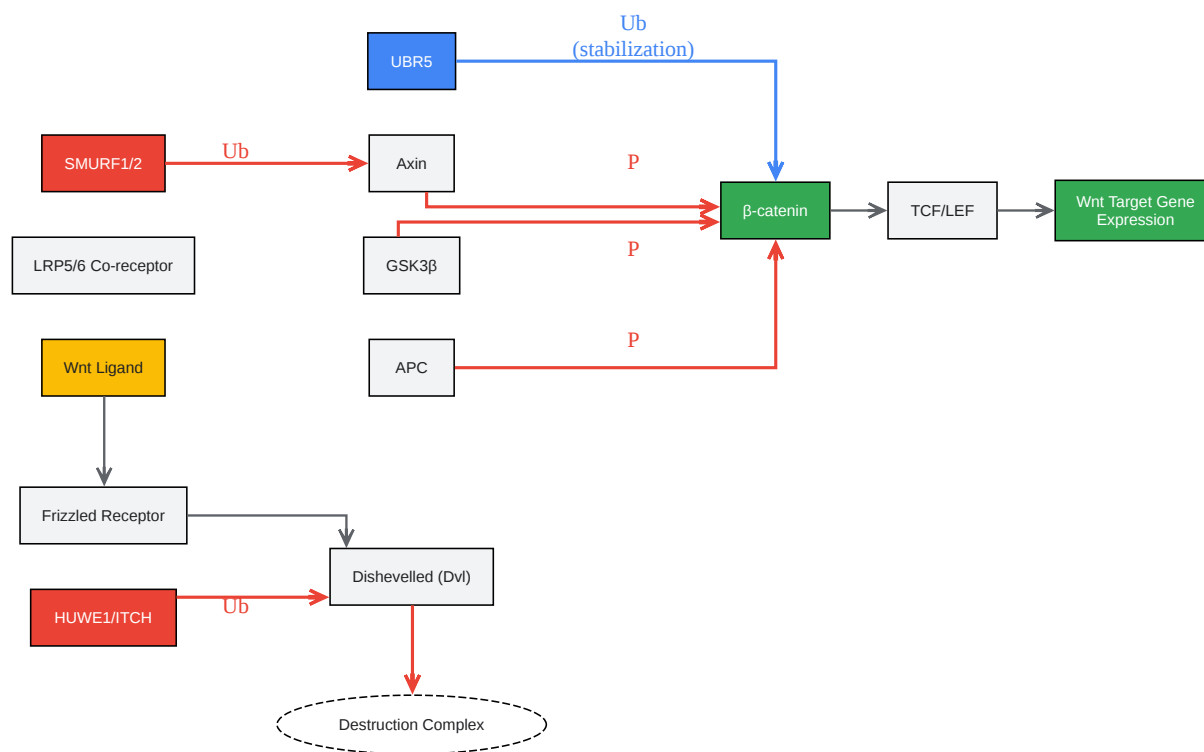 Ub
(stabilization)
UBR5
SMURF1/2
Ub
Axin
P
β-catenin
TCF/LEF
Wnt Target Gene
Expression
LRP5/6 Co-receptor
GSK3β
P
Wnt Ligand
APC
P
Frizzled Receptor
Dishevelled (Dvl)
HUWE1/ITCH
Ub
Destruction Complex